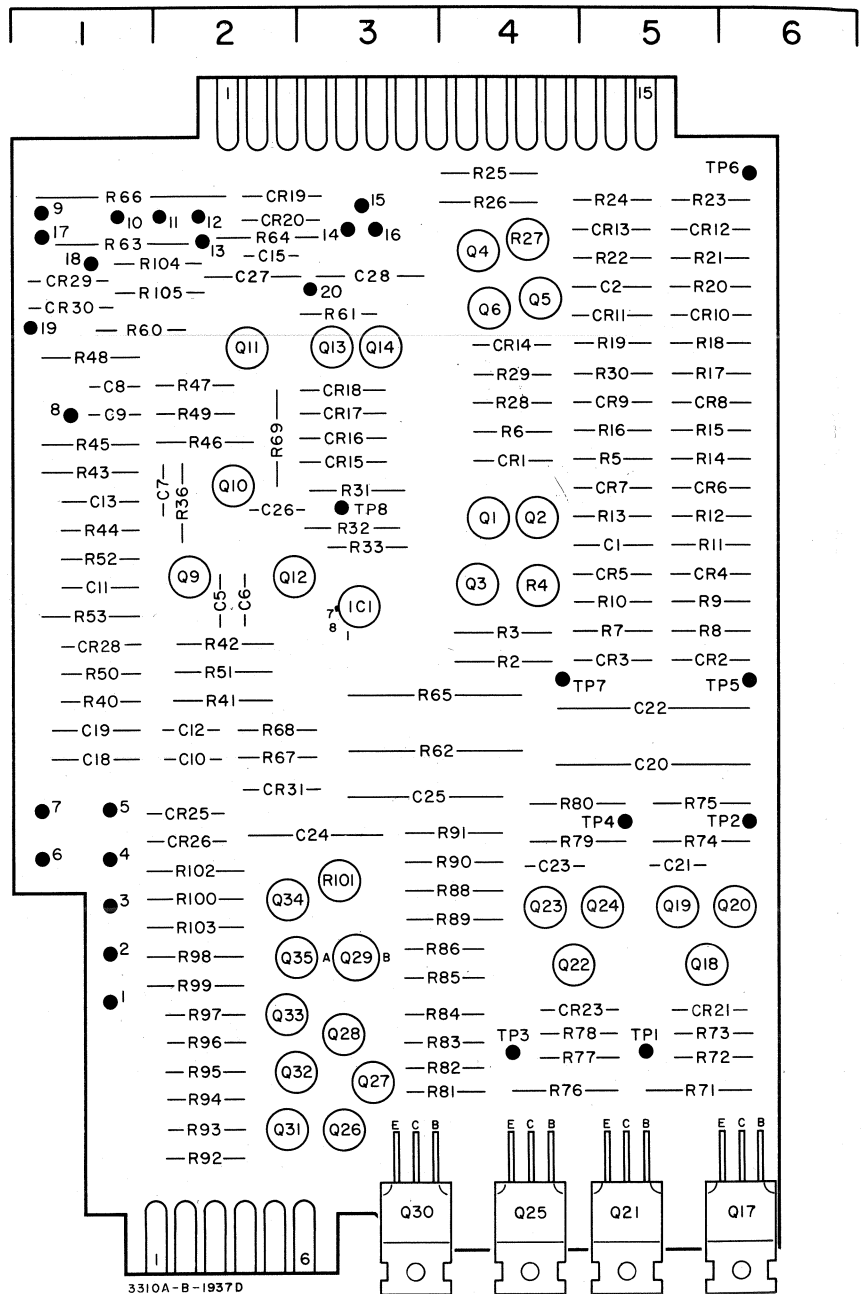 1 2 3 4 5 6
1 15
R25 TP6
R66 CR19 15 R26 R24 R23
9 10 11 12 CR20 CR13 CR12
17 R63 13 R64 14 16 Q4 R27
18 R104 C15 R22 R21
CR29 C27 C28 C2 R20
R105 20 Q6 Q5
CR30 R61 CR11 CR10
19 R60 Q11 Q13 Q14 CR14 R19 R18
R48
C8 R47 CR18 R29 R30 R17
8 C9 R49 R69 CR17 R28 CR9 CR8
R45 R46 CR16 R6 R16 R15
R43 CR15 CR1 R5 R14
C7 R36 Q10 R31 CR7 CR6
C13 C26 TP8 Q1 Q2 R13 R12
R44 R32
R33 C1 R11
R52
C11 Q9 C5 C6 Q12 Q3 R4 CR5 CR4
IC1 R10 R9
R53 7
8 1 R3 R7 R8
CR28 R42
R2 CR3 CR2
R50 R51 TP7 TP5
R40 R41 R65 C22
C19 C12 R68
C18 C10 R67 R62 C20
CR31 C25
7 5 CR25 R80 R75
TP4 TP2
CR26 C24 R91 R79 R74
6 4 R102 R90 C23 C21
R101
3 R100 Q34 R88 Q23 Q24 Q19 Q20
R103 R89
2 R98 Q35 A Q29 B R86 Q22 Q18
R99 R85
1
R97 Q33 R84 CR23 CR21
Q28 TP3 R78 TP1 R73
R96 R83 R77 R72
R95 Q32 R82
Q27
R94 R81 R76 R71
R93 Q31 Q26 E C B E C B E C B E C B
R92
Q30 Q25 Q21 Q17
1 6
3310A-B-1937D